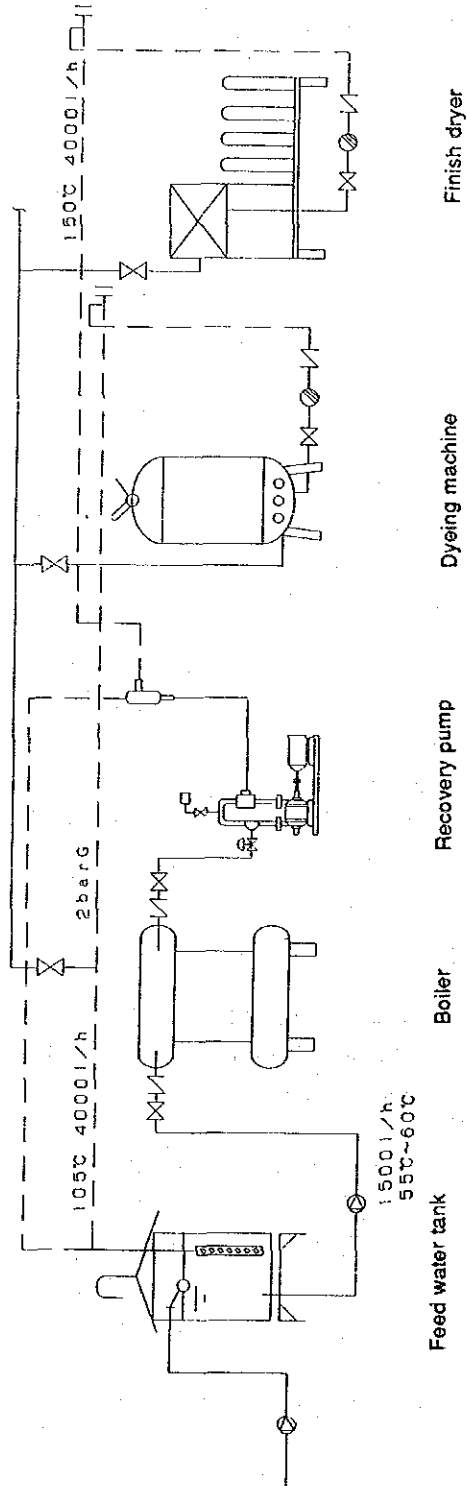 150℃ 4000l/h
105℃ 4000l/h
2barG
1500l/h
55℃~60℃
Feed water tank
Boiler
Recovery pump
Dyeing machine
Finish dryer